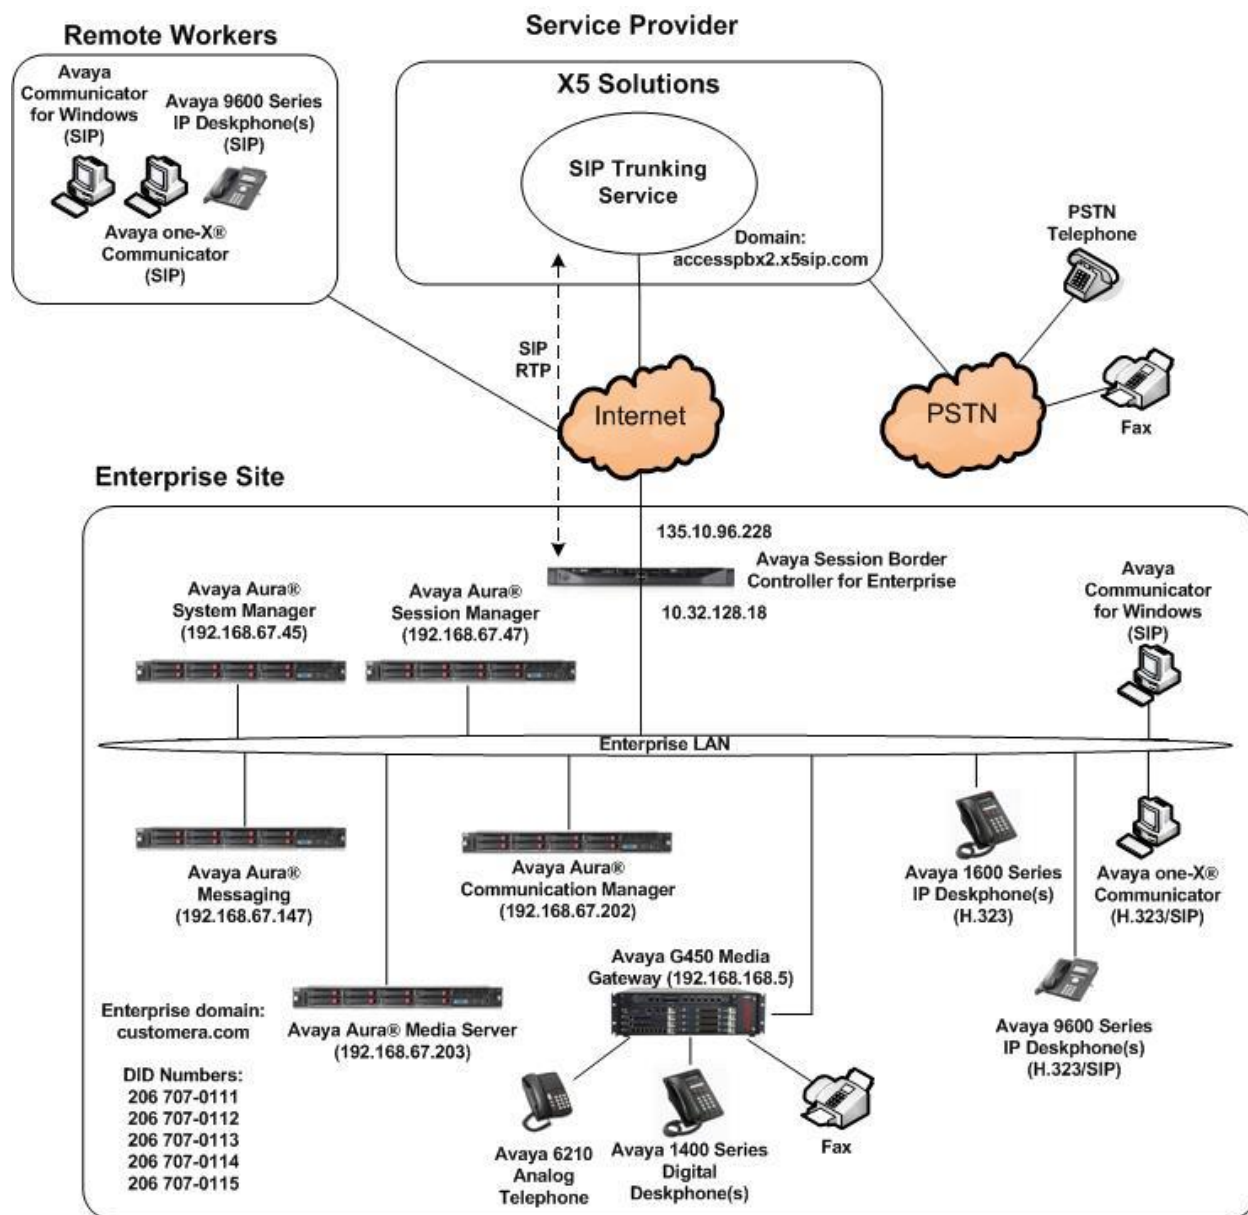 Remote Workers
Avaya
Communicator
for Windows
(SIP)
Avaya 9600 Series
IP Deskphone(s)
(SIP)
Avaya one-X®
Communicator
(SIP)
Service Provider
X5 Solutions
SIP Trunking
Service
Domain:
accesspbx2.x5sip.com
PSTN
Telephone
SIP
RTP
Internet
PSTN
Fax
Enterprise Site
135.10.96.228
Avaya Session Border
Controller for Enterprise
10.32.128.18
Avaya Aura®
System Manager
(192.168.67.45)
Avaya Aura®
Session Manager
(192.168.67.47)
Avaya
Communicator
for Windows
(SIP)
Enterprise LAN
Avaya Aura®
Messaging
(192.168.67.147)
Avaya Aura®
Communication Manager
(192.168.67.202)
Avaya 1600 Series
IP Deskphone(s)
(H.323)
Avaya one-X®
Communicator
(H.323/SIP)
Avaya G450 Media
Gateway (192.168.168.5)
Avaya Aura® Media Server
(192.168.67.203)
Avaya 9600 Series
IP Deskphone(s)
(H.323/SIP)
Enterprise domain:
customera.com
DID Numbers:
206 707-0111
206 707-0112
206 707-0113
206 707-0114
206 707-0115
Avaya 6210
Analog
Telephone
Avaya 1400 Series
Digital
Deskphone(s)
Fax